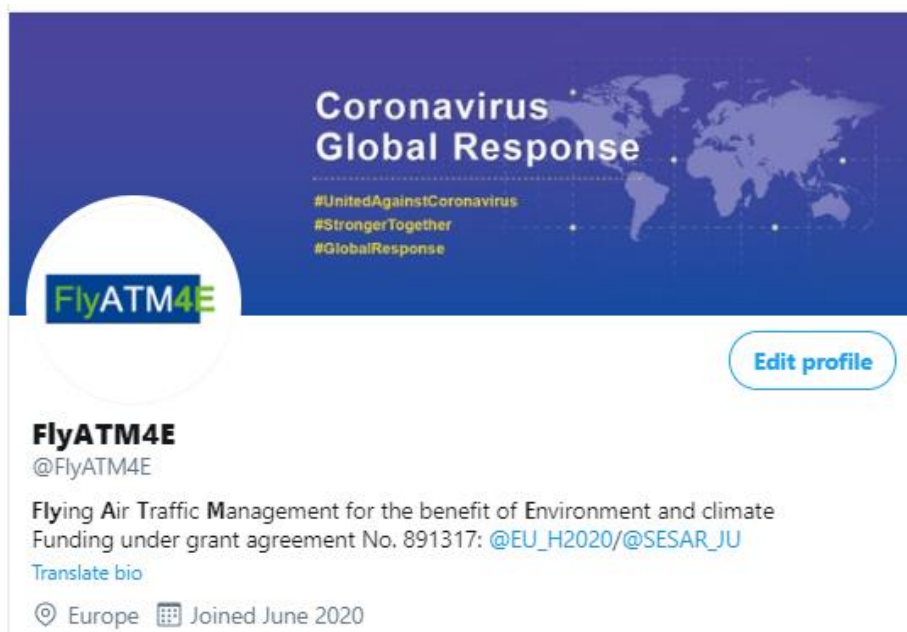 Coronavirus
Global Response
#UnitedAgainstCoronavirus
#StrongerTogether
#GlobalResponse
FlyATM4E
Edit profile
FlyATM4E
@FlyATM4E
Flying Air Traffic Management for the benefit of Environment and climate
Funding under grant agreement No. 891317: @EU_H2020/@SESAR_JU
Translate bio
Europe Joined June 2020